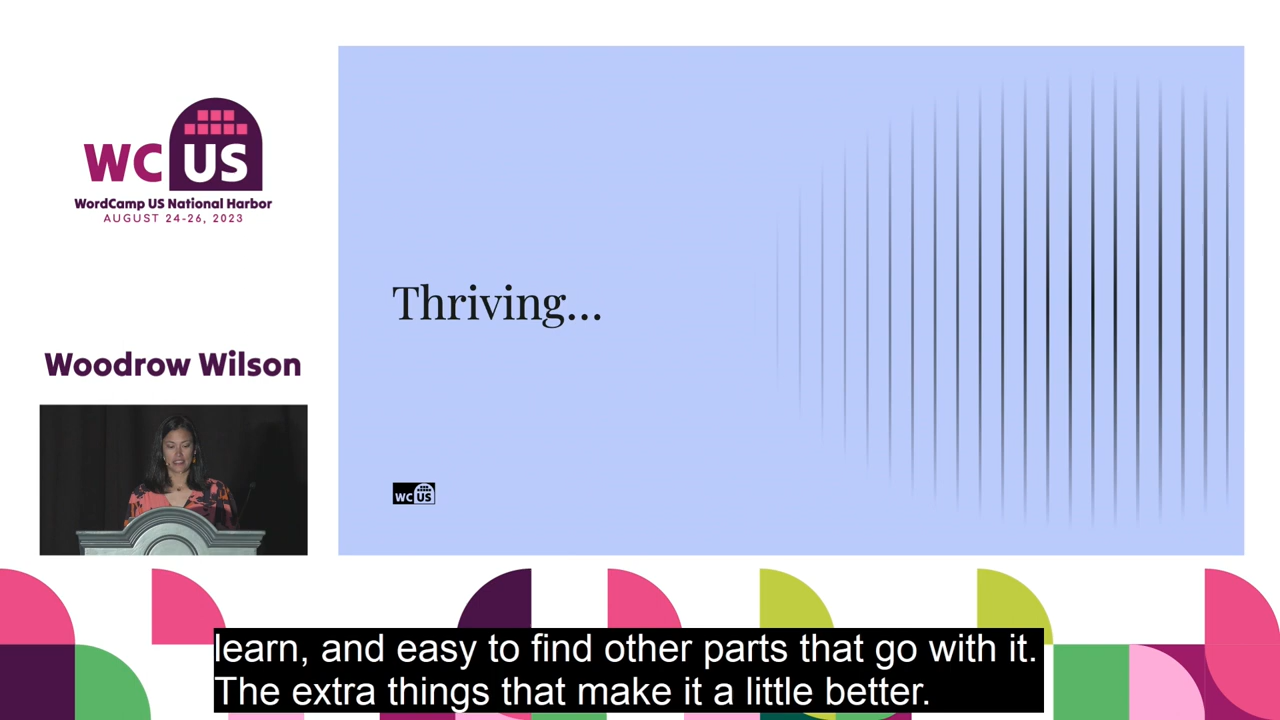 WC US
WordCamp US National Harbor
AUGUST 24-26, 2023
Thriving...
Woodrow Wilson
WC US
learn, and easy to find other parts that go with it.
The extra things that make it a little better.